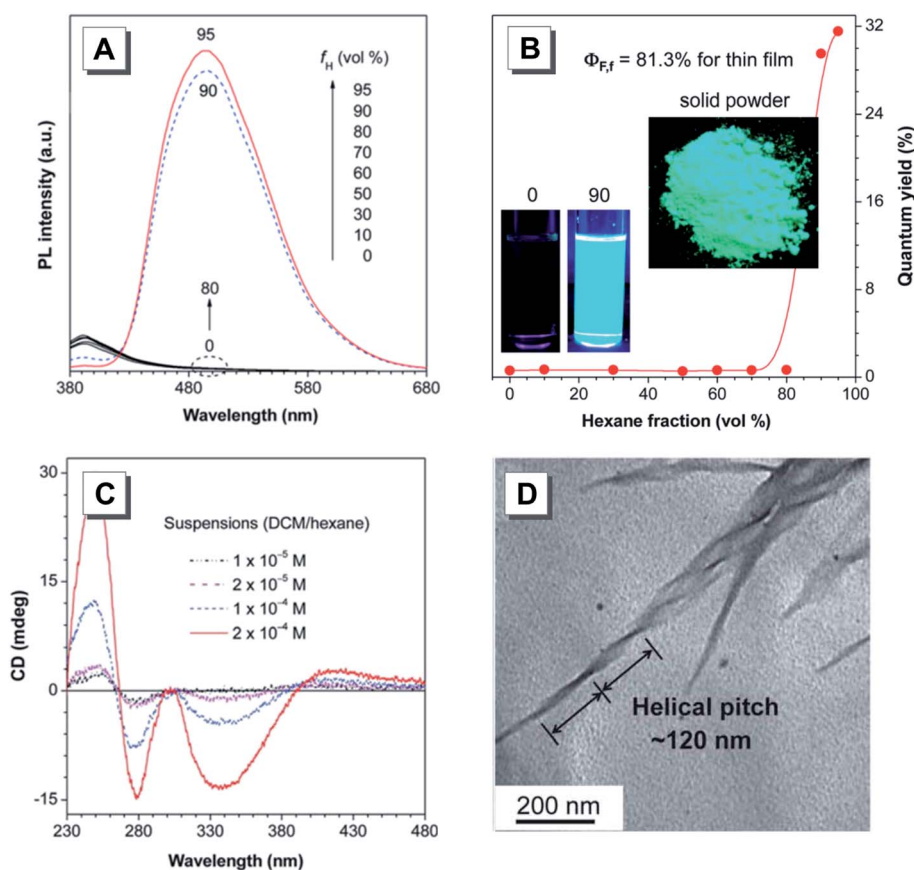 A
95
90
f_H (vol %)
95
95
90
80
70
60
50
30
10
0
80
0
PL intensity (a.u.)
380 480 580 680
Wavelength (nm)
B
Φ_F,f = 81.3% for thin film
solid powder
0 90
32
24
16
8
0
Quantum yield (%)
0 20 40 60 80 100
Hexane fraction (vol %)
C
30
15
0
-15
CD (mdeg)
Suspensions (DCM/hexane)
1 x 10⁻⁵ M
2 x 10⁻⁵ M
1 x 10⁻⁴ M
2 x 10⁻⁴ M
230 280 330 380 430 480
Wavelength (nm)
D
Helical pitch
~120 nm
200 nm